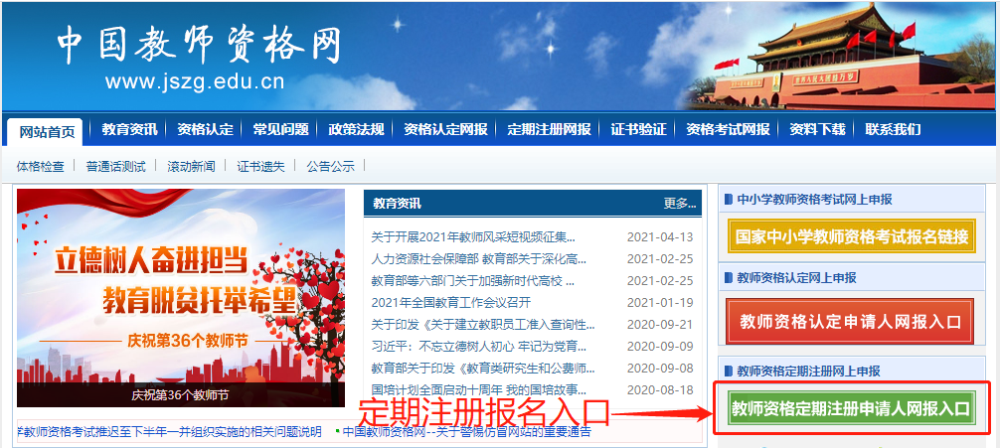 中国教师资格网
www.jszg.edu.cn
网站首页 教育资讯 资格认定 常见问题 政策法规 资格认定网报 定期注册网报 证书验证 资格考试网报 资料下载 联系我们
体格检查 普通话测试 滚动新闻 证书遗失 公告公示
立德树人奋进担当
教育脱贫托举希望
庆祝第36个教师节
庆祝第36个教师节
教育资讯 更多...
关于开展2021年教师风采短视频征集... 2021-04-13
人力资源社会保障部 教育部关于深化高... 2021-02-25
教育部等六部门关于加强新时代高校 ... 2021-02-25
2021年全国教育工作会议召开 2021-01-19
关于印发《关于建立教职员工准入查询性... 2020-09-21
习近平：不忘立德树人初心 牢记为党育... 2020-09-09
教育部关于印发《教育类研究生和公费师... 2020-09-08
国培计划全面启动十周年 我的国培故事... 2020-08-18
定期注册报名入口
中小学教师资格考试网上申报
国家中小学教师资格考试报名链接
教师资格认定网上申报
教师资格认定申请人网报入口
教师资格定期注册网上申报
教师资格定期注册申请人网报入口
学教师资格考试推迟至下半年一并组织实施的相关问题说明 中国教师资格网--关于警惕仿冒网站的重要通告